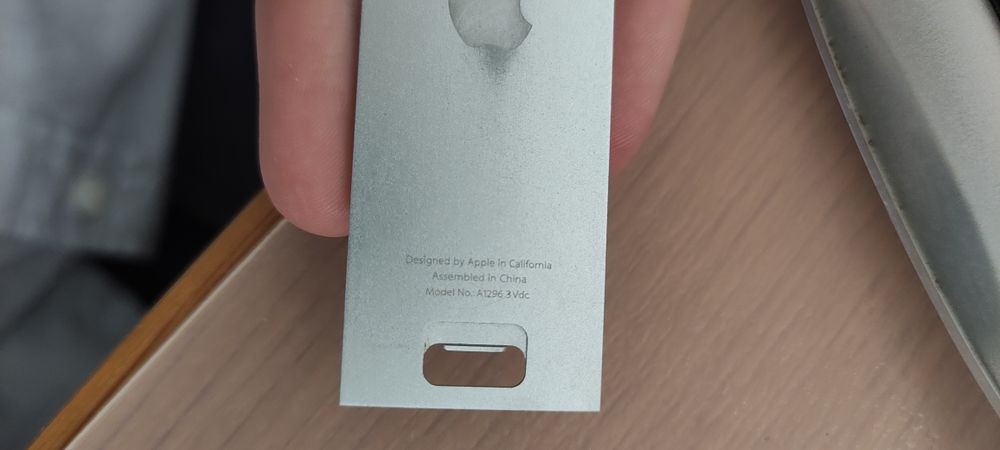 Designed by Apple in California
Assembled in China
Model No.: A1296 3 Vdc